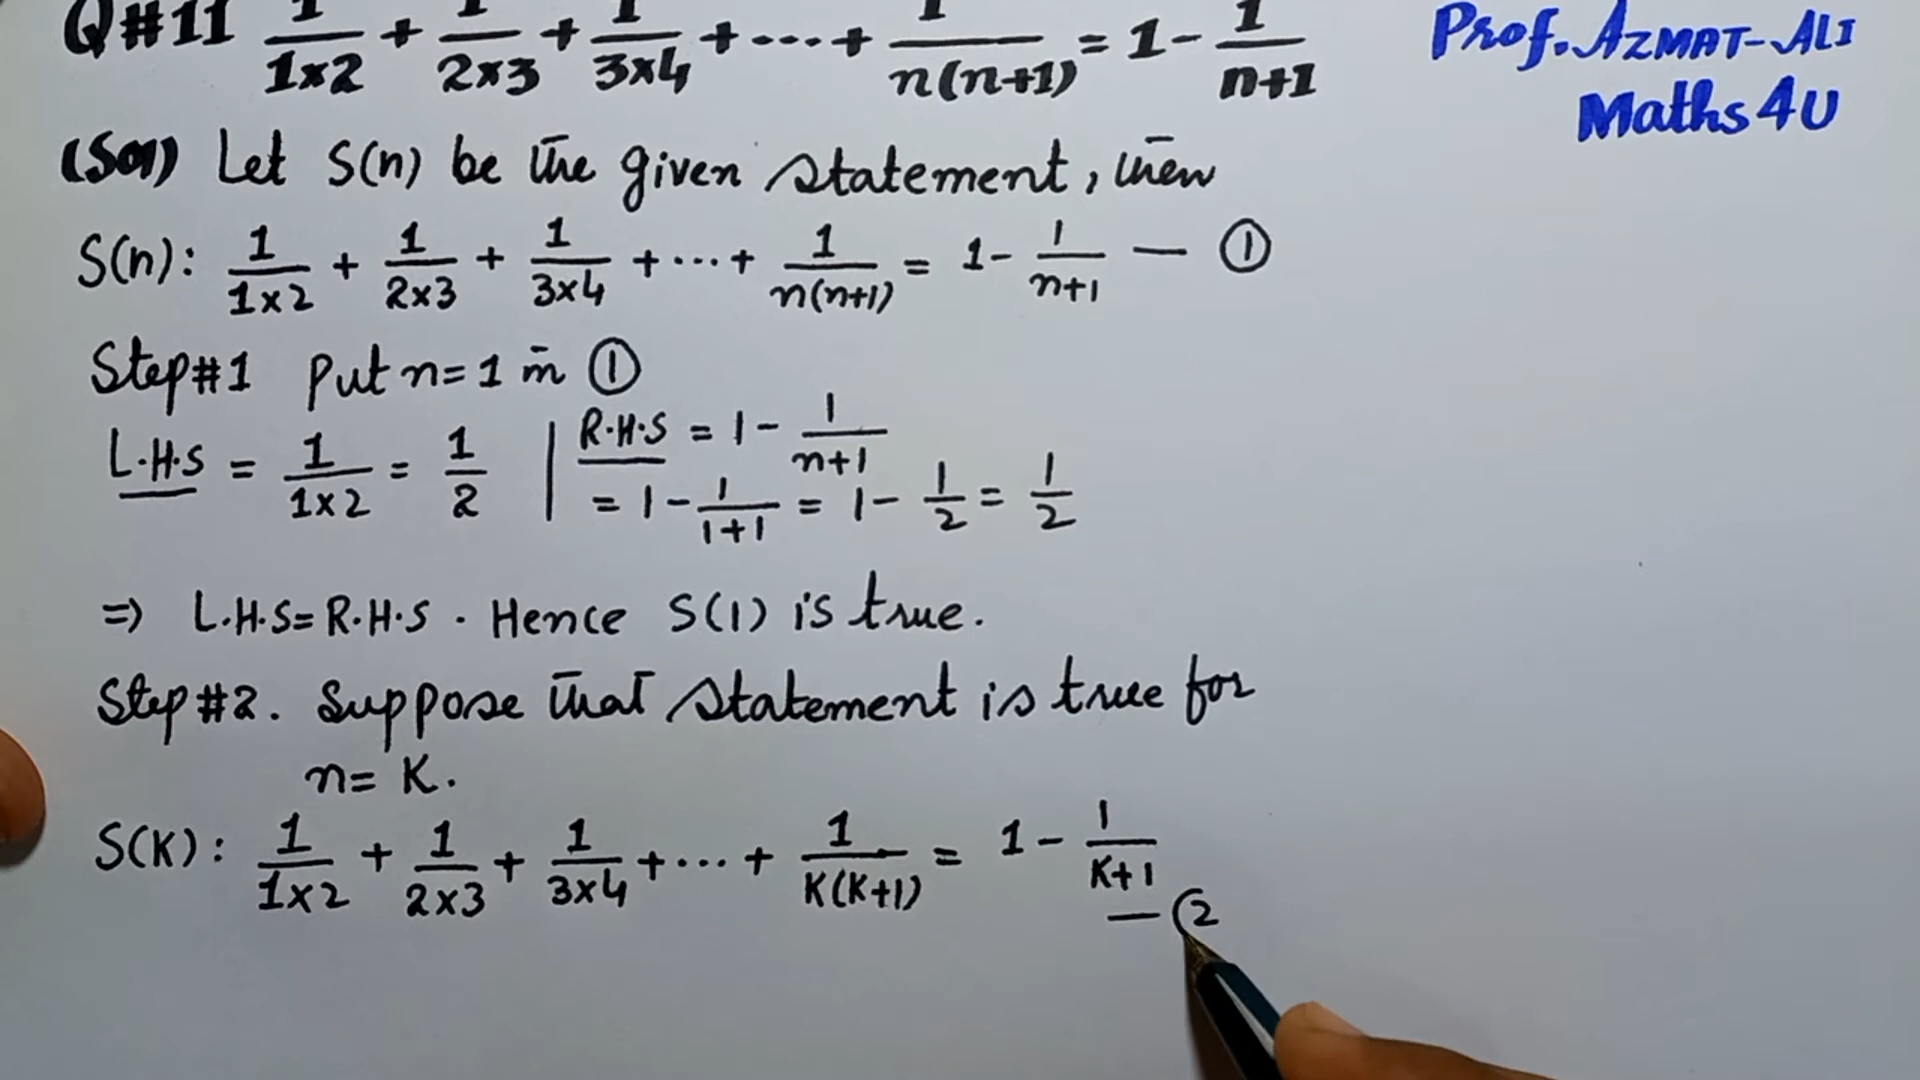 Q#11 1/(1×2) + 1/(2×3) + 1/(3×4) + ... + 1/(n(n+1)) = 1 - 1/(n+1)
Prof. AZMAT-ALI
Maths 4U
(Sol) Let S(n) be the given statement, then
S(n): 1/(1×2) + 1/(2×3) + 1/(3×4) + ... + 1/(n(n+1)) = 1 - 1/(n+1) — ①
Step#1 Put n=1 in ①
L.H.S = 1/(1×2) = 1/2 | R.H.S = 1 - 1/(n+1)
= 1 - 1/(1+1) = 1 - 1/2 = 1/2
⇒ L.H.S=R.H.S. Hence S(1) is true.
Step#2. Suppose that statement is true for
n= K.
S(K): 1/(1×2) + 1/(2×3) + 1/(3×4) + ... + 1/(K(K+1)) = 1 - 1/(K+1)
— ②